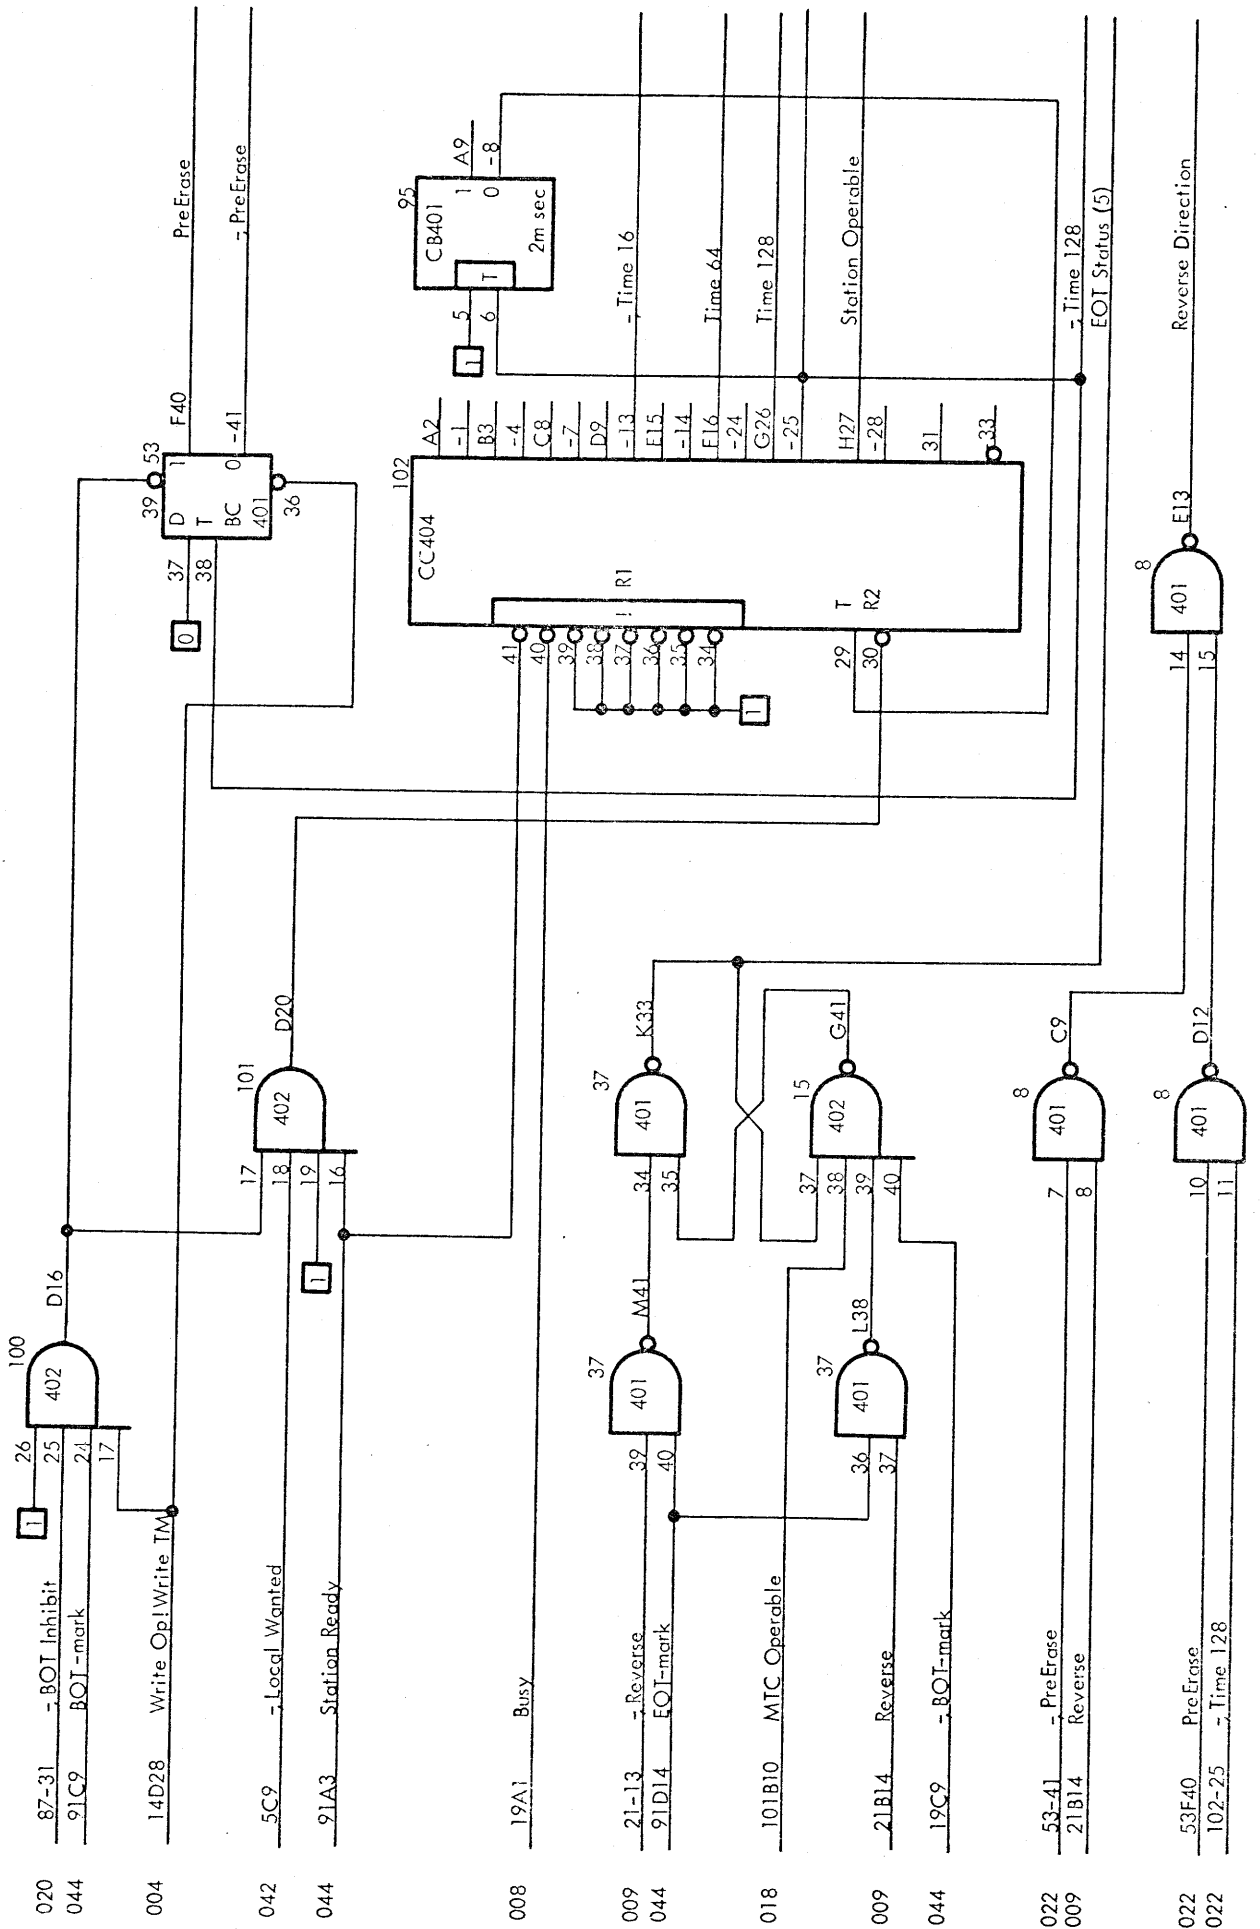 020 87-31 -,BOT Inhibit
044 91C9 BOT-mark
004 14D28 Write Op!Write TM
042 5C9 -,Local Wanted
044 91A3 Station Ready
008 19A1 Busy
009 21-13 -,Reverse
044 91D14 EOT-mark
018 101B10 MTC Operable
009 21B14 Reverse
044 19C9 -,BOT-mark
022 53-41 -,PreErase
009 21B14 Reverse
022 53F40 PreErase
022 102-25 -,Time 128
1
26
25
24
17
100
402
D16
17
18
19
16
1
101
402
D20
39
40
37
401
M41
36
37
37
401
L38
34
35
37
401
K33
37
38
39
40
15
402
G41
7
8
8
401
C9
10
11
8
401
D12
14
15
8
401
E13
Reverse Direction
0
37
38
39
53
D 1
T
BC 0
401
36
F40
-41
PreErase
-,PreErase
41
40
39
38
37
36
35
34
1
29
30
102
CC404
!
R1
T
R2
A2
-1
B3
-4
C8
-7
D9
-13
E15
-14
F16
-24
G26
-25
H27
-28
31
33
1
5
6
95
CB401
T
1
0
2m sec
A9
-8
-,Time 16
Time 64
Time 128
Station Operable
-,Time 128
EOT Status (5)